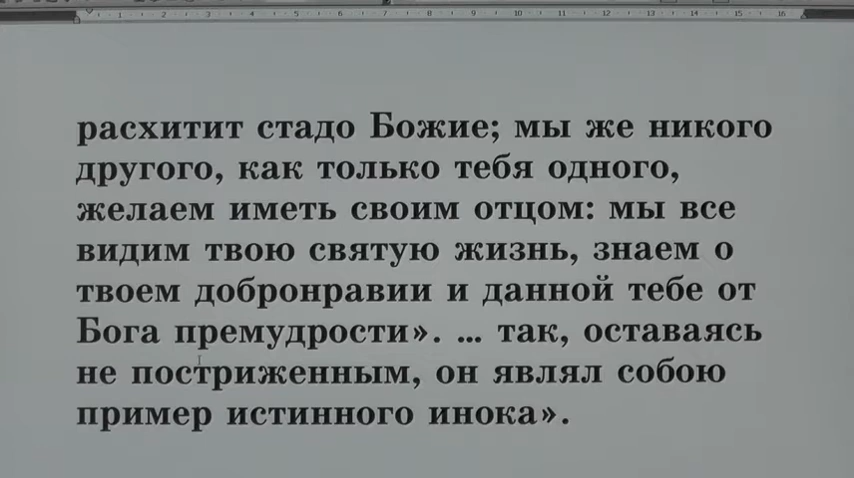 расхитит стадо Божие; мы же никого
другого, как только тебя одного,
желаем иметь своим отцом: мы все
видим твою святую жизнь, знаем о
твоем добронравии и данной тебе от
Бога премудрости». ... так, оставаясь
не постриженным, он являл собою
пример истинного инока».